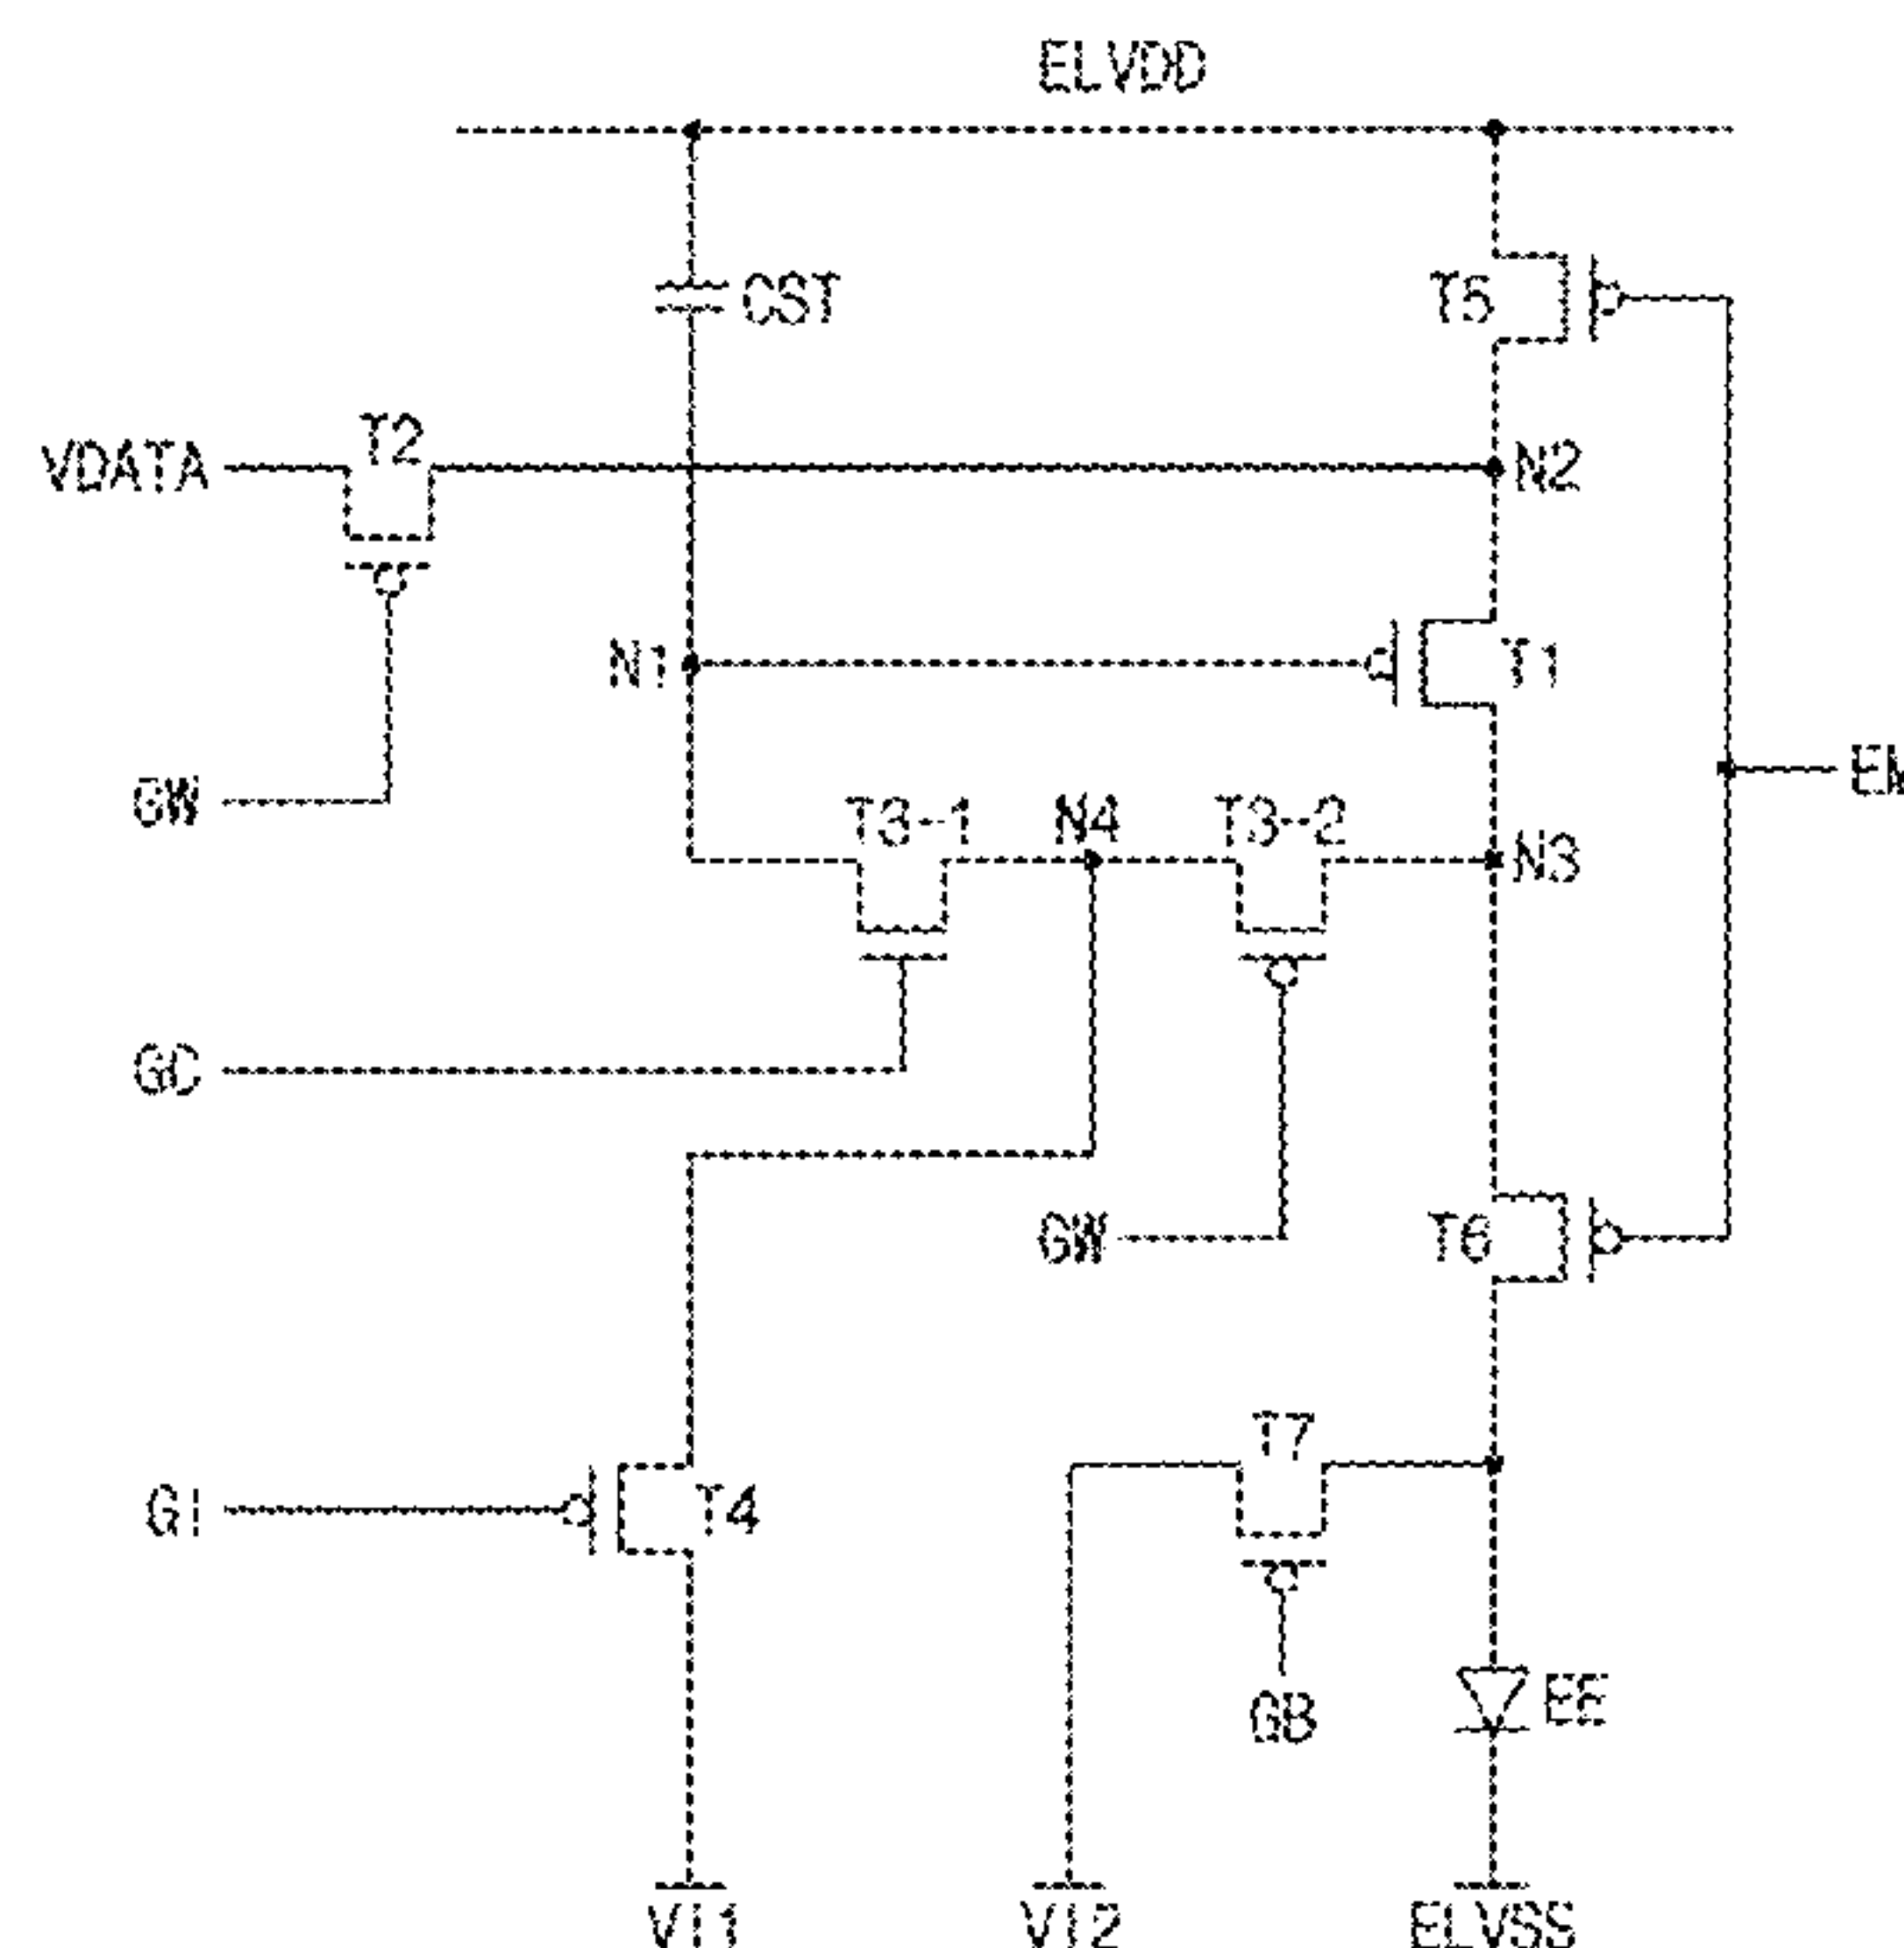 ELVDD
CST
T5
T2
VDATA
N2
N1
T1
GW
T3-1
N4
T3-2
N3
GC
GW
T6
T7
GI
T4
GB
EE
VI1
VI2
ELVSS